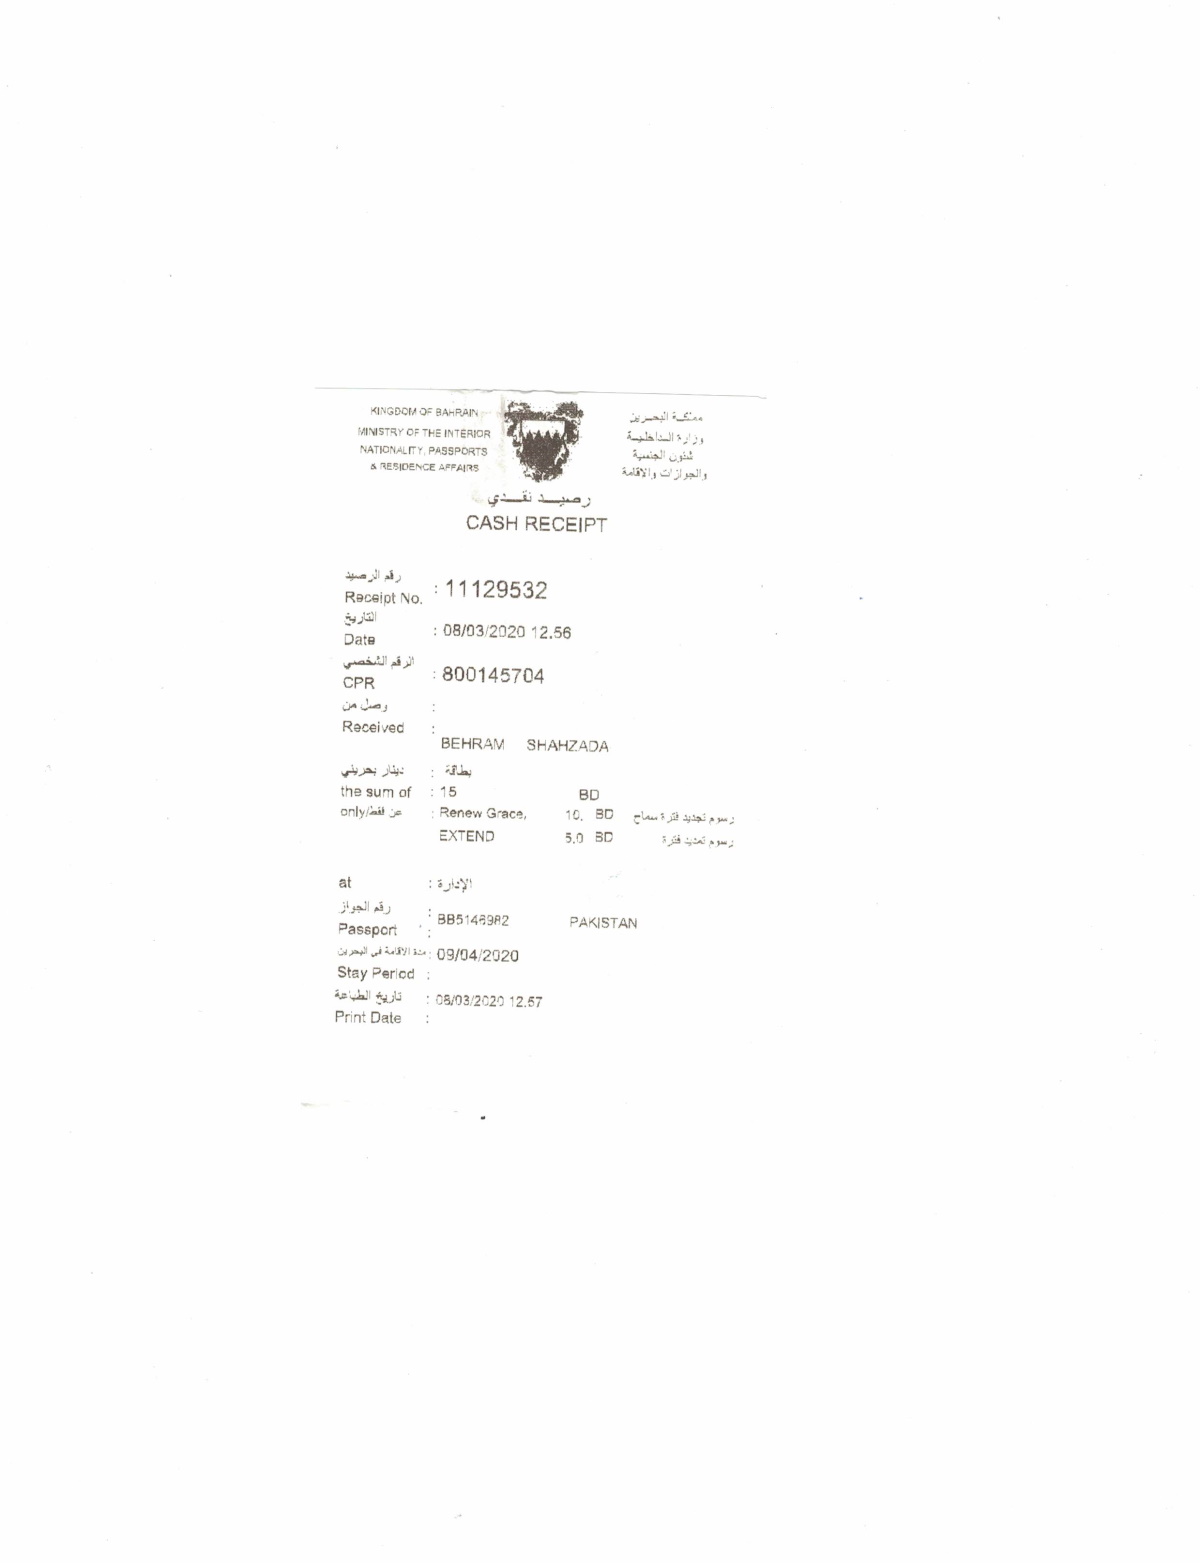 KINGDOM OF BAHRAIN
MINISTRY OF THE INTERIOR
NATIONALITY, PASSPORTS
& RESIDENCE AFFAIRS
مملكة البحرين
وزارة الداخلية
شئون الجنسية
والجوازات والاقامة
رصيد نقدي
CASH RECEIPT
رقم الرصيد
Receipt No. : 11129532
التاريخ
Date : 08/03/2020 12.56
الرقم الشخصي
CPR : 800145704
وصل من :
Received :
BEHRAM SHAHZADA
دينار بحريني : بطاقة
the sum of : 15 BD
only/عن فقط : Renew Grace, 10. BD رسوم تجديد فترة سماح
EXTEND 5.0 BD رسوم تمديد فترة
at : الإدارة
رقم الجواز :
Passport : BB5146982 PAKISTAN
مدة الاقامة في البحرين : 09/04/2020
Stay Period :
تاريخ الطباعة : 08/03/2020 12.57
Print Date :